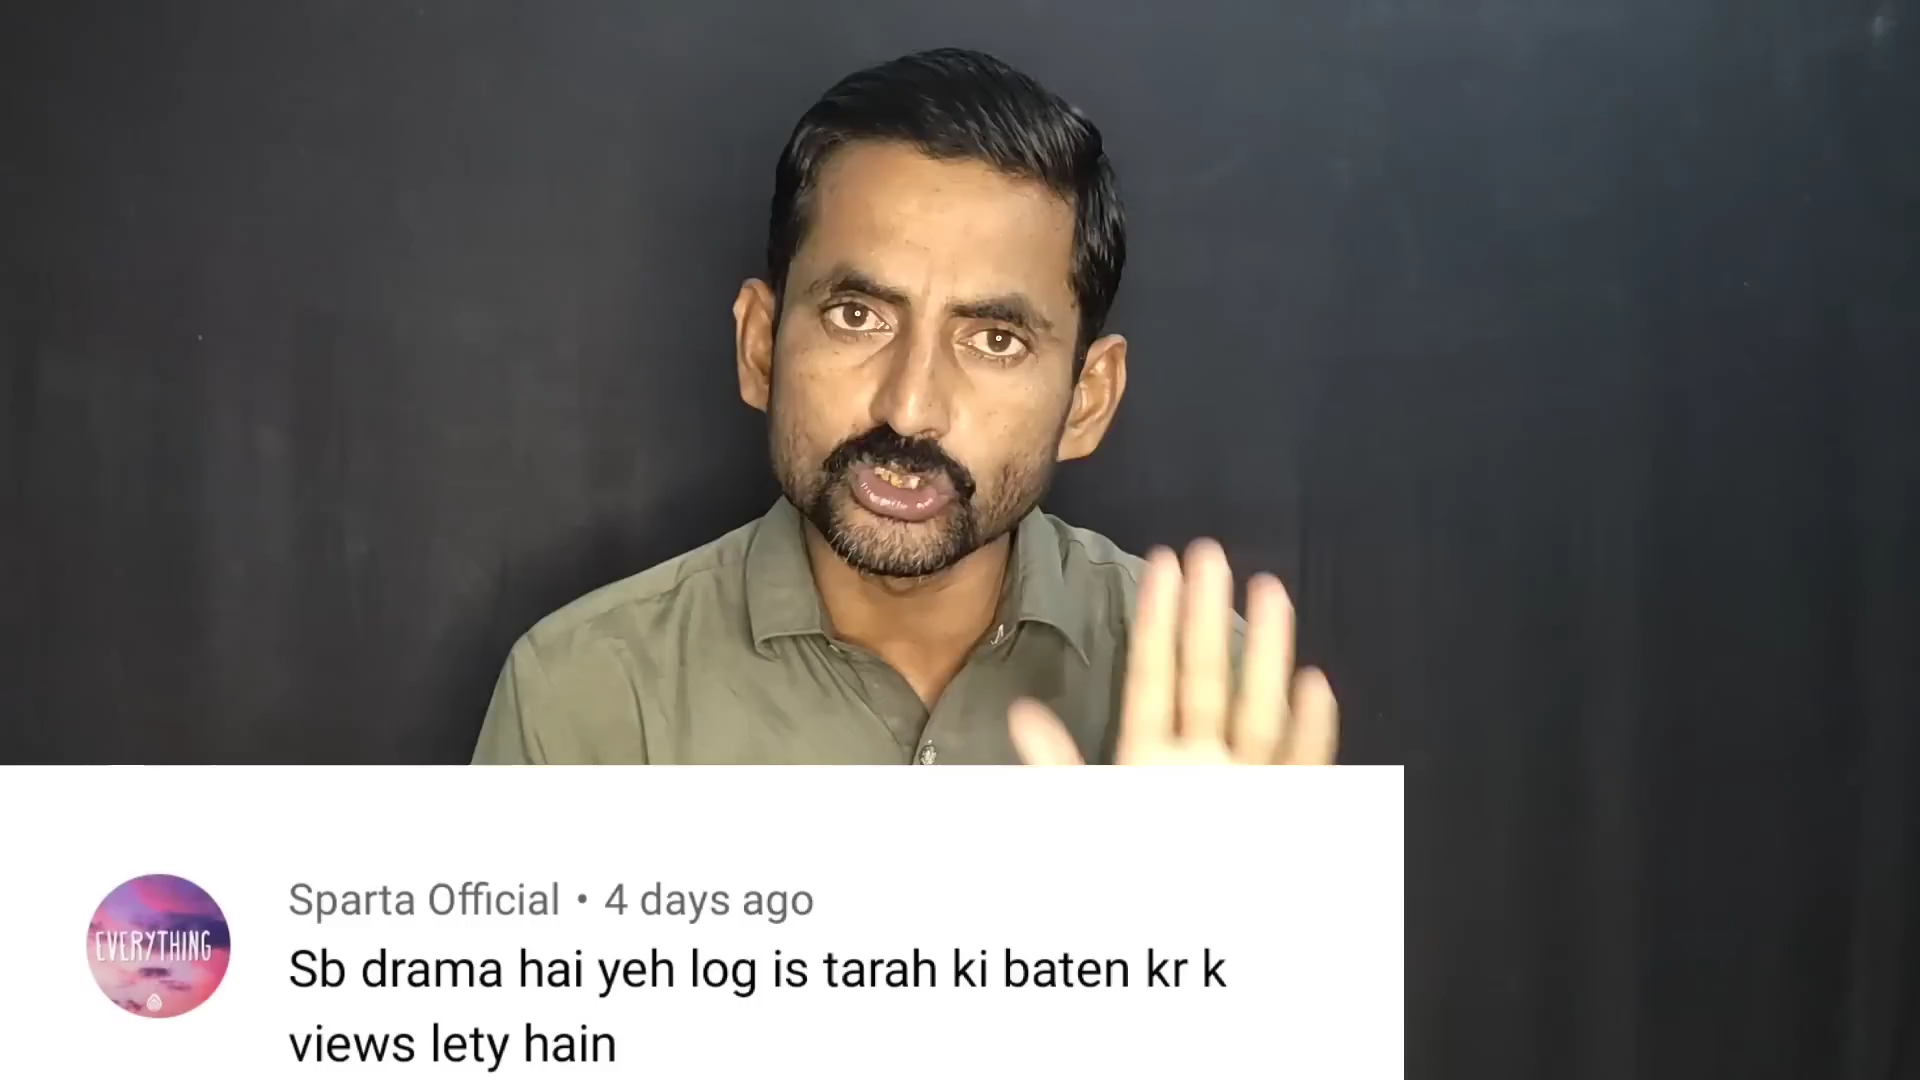 Sparta Official • 4 days ago
EVERYTHING
Sb drama hai yeh log is tarah ki baten kr k
views lety hain